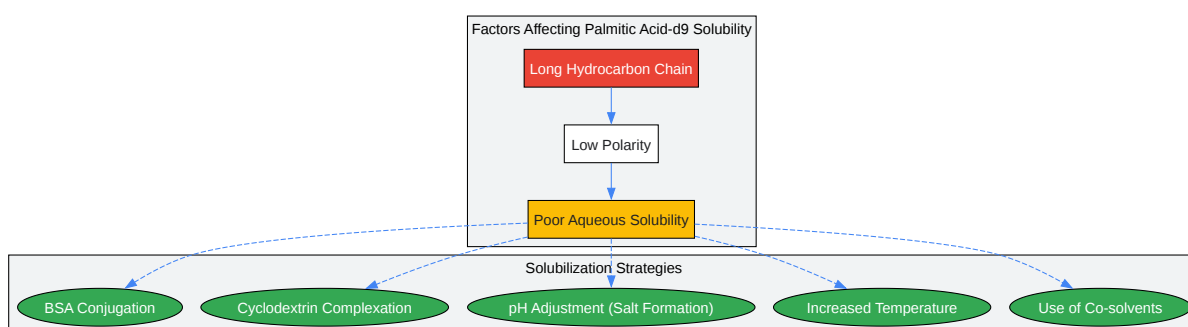 Factors Affecting Palmitic Acid-d9 Solubility
Long Hydrocarbon Chain
Low Polarity
Poor Aqueous Solubility
Solubilization Strategies
BSA Conjugation
Cyclodextrin Complexation
pH Adjustment (Salt Formation)
Increased Temperature
Use of Co-solvents